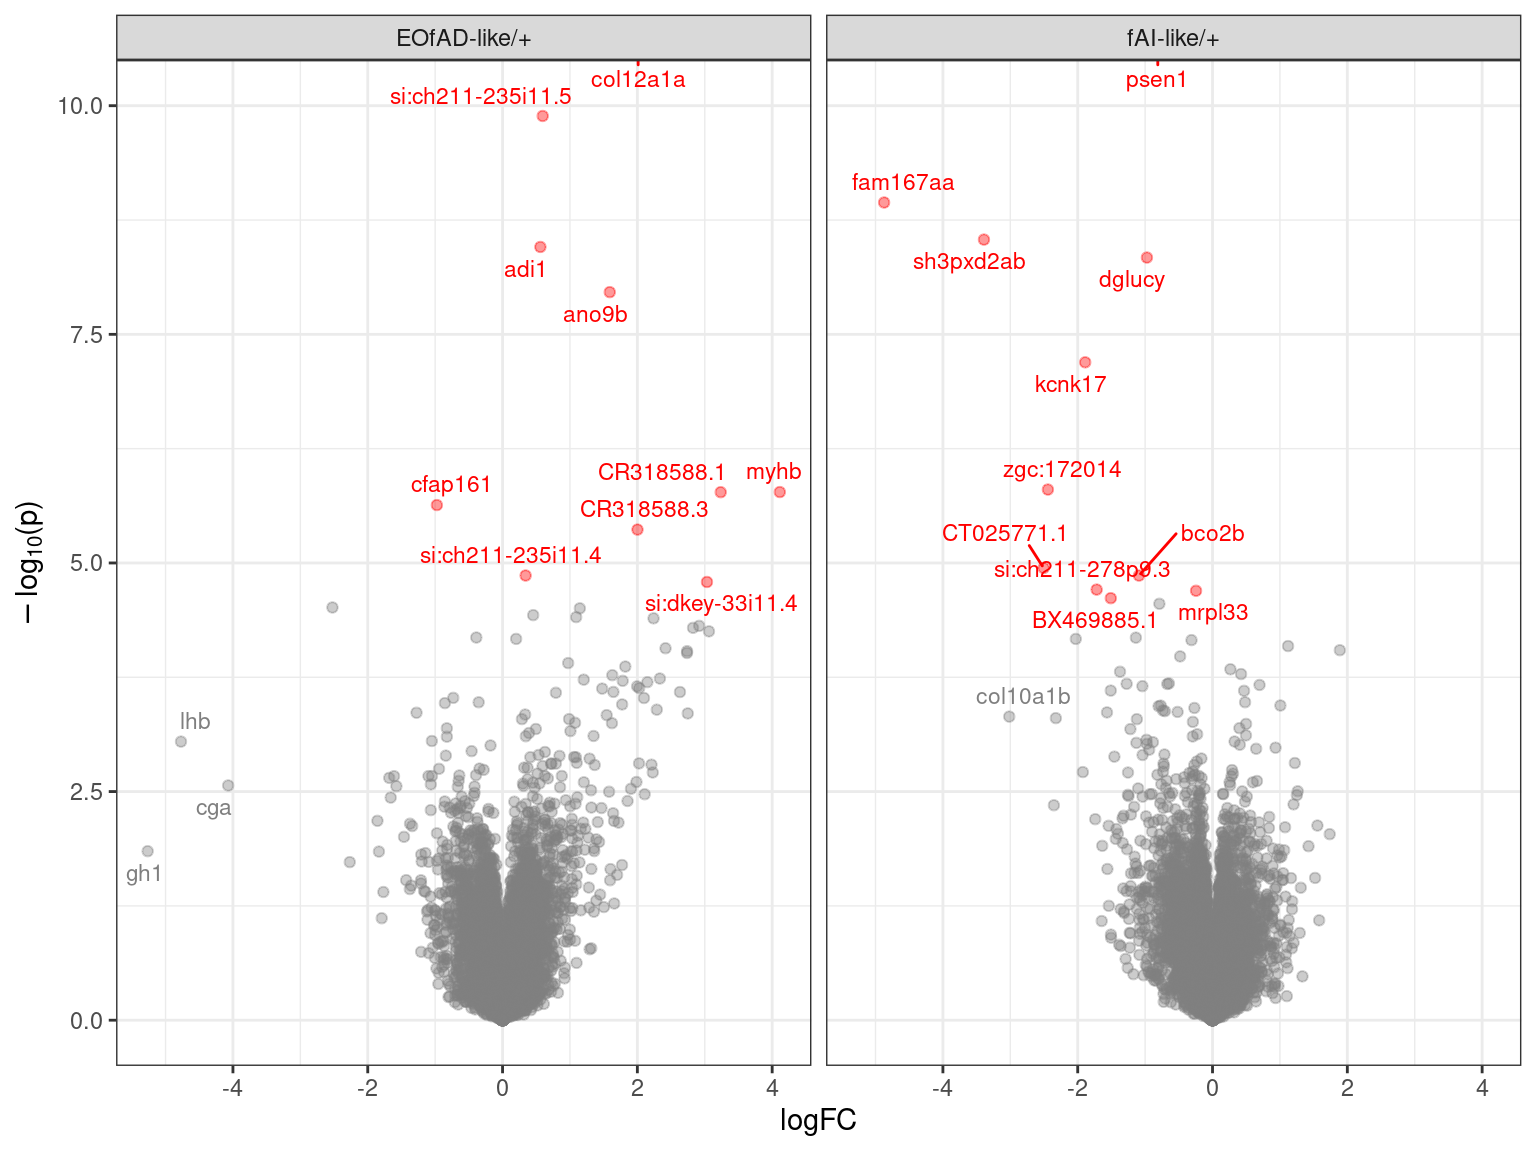 EOfAD-like/+
fAI-like/+
col12a1a
psen1
si:ch211-235i11.5
10.0
fam167aa
sh3pxd2ab
adi1
dglucy
ano9b
7.5
kcnk17
CR318588.1
myhb
zgc:172014
cfap161
CR318588.3
CT025771.1
bco2b
si:ch211-235i11.4
5.0
si:ch211-278p9.3
si:dkey-33i11.4
mrpl33
BX469885.1
col10a1b
lhb
2.5
cga
gh1
0.0
-4
-2
0
2
4
-4
-2
0
2
4
logFC
− log10(p)